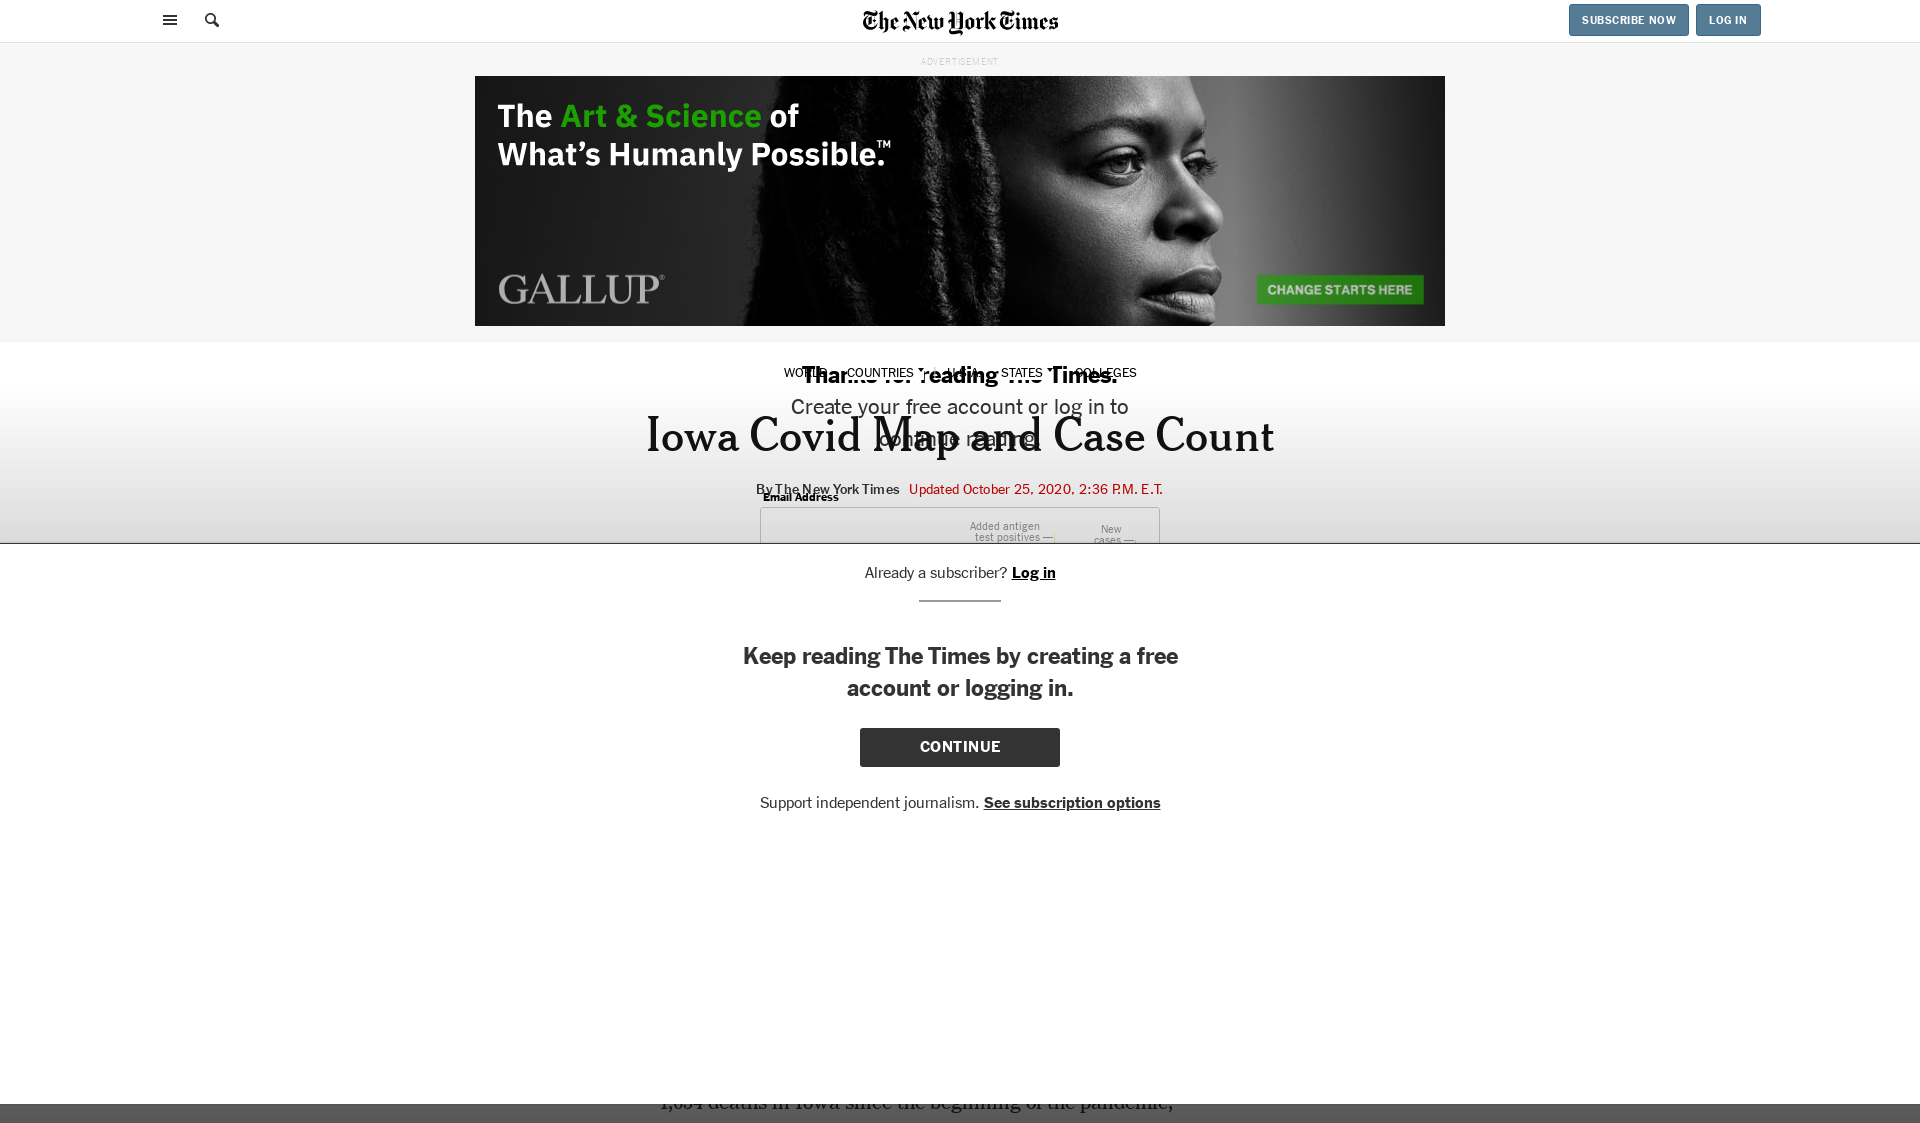 The New York Times
SUBSCRIBE NOW
LOG IN
ADVERTISEMENT
The Art & Science of
What's Humanly Possible.™
GALLUP®
CHANGE STARTS HERE
WORLD COUNTRIES U.S.A. STATES COLLEGES
Thanks for reading The Times.
Create your free account or log in to
continue reading.
Iowa Covid Map and Case Count
By The New York Times Updated October 25, 2020, 2:36 P.M. E.T.
Email Address
Added antigen
test positives —
New
cases —
Already a subscriber? Log in
Keep reading The Times by creating a free
account or logging in.
CONTINUE
Support independent journalism. See subscription options
deaths in Iowa since the beginning of the pandemic,